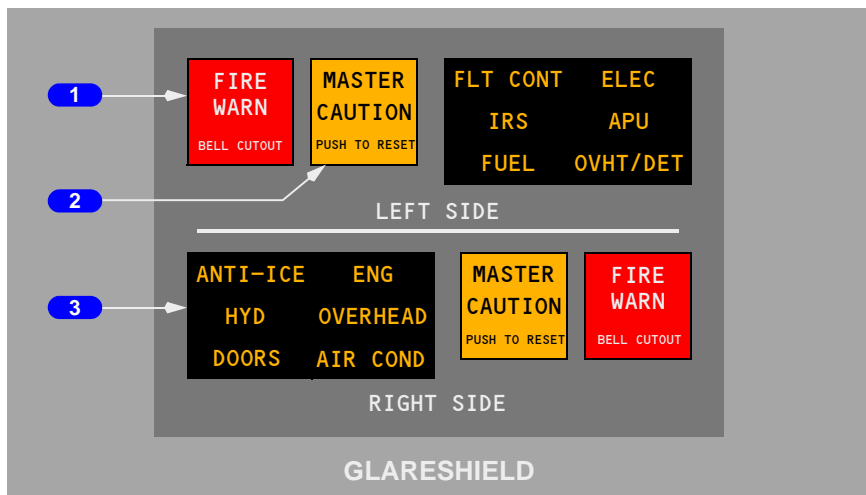 1
FIRE
WARN
BELL CUTOUT
MASTER
CAUTION
PUSH TO RESET
FLT CONT ELEC
IRS APU
FUEL OVHT/DET
2
LEFT SIDE
3
ANTI-ICE ENG
HYD OVERHEAD
DOORS AIR COND
MASTER
CAUTION
PUSH TO RESET
FIRE
WARN
BELL CUTOUT
RIGHT SIDE
GLARESHIELD